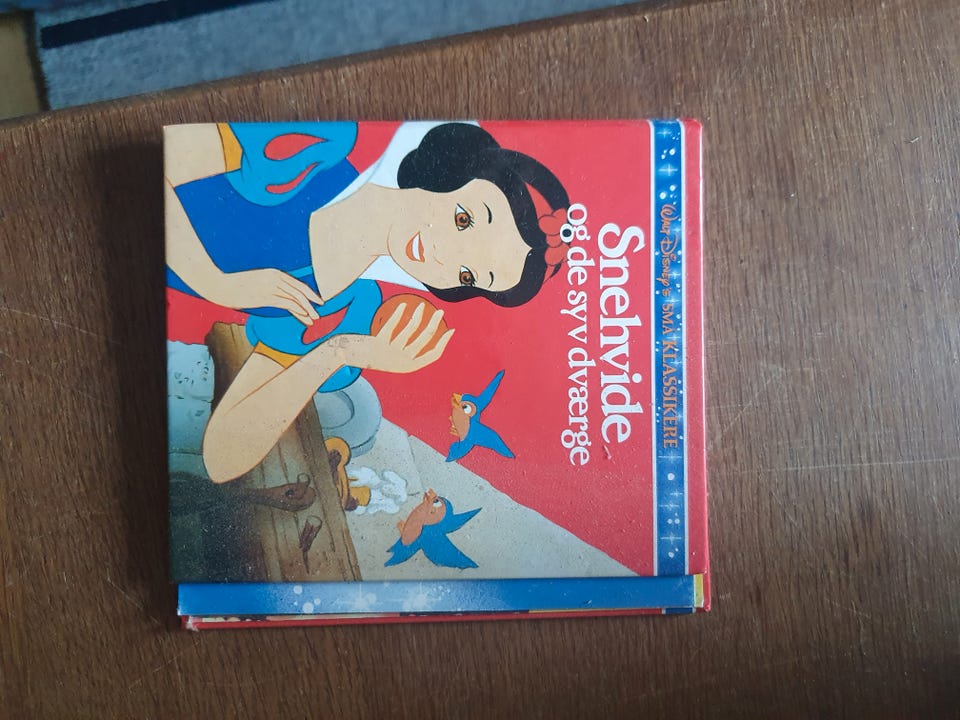 WALT DISNEY'S SMÅ KLASSIKERE
Snehvide
og de syv dværge